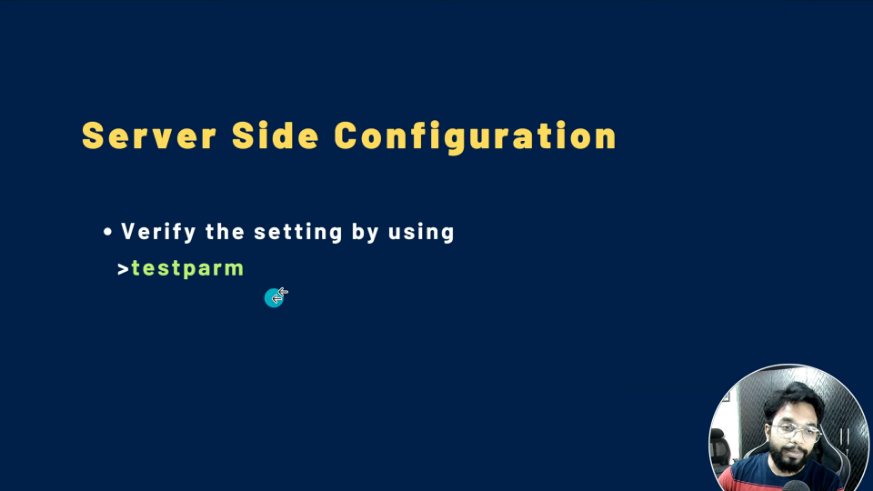 Server Side Configuration
• Verify the setting by using
>testparm